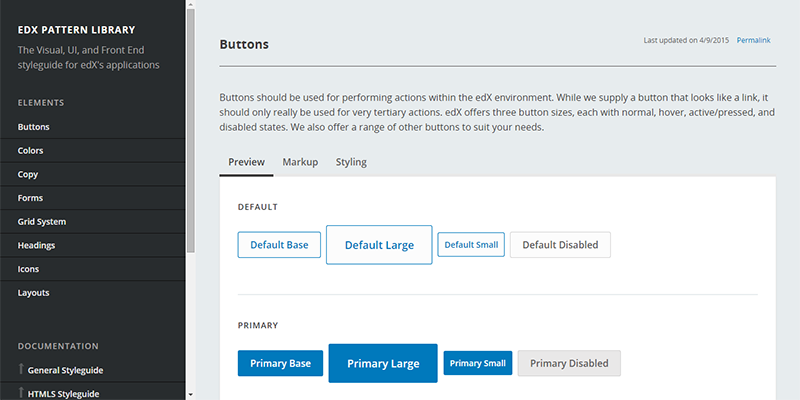 EDX PATTERN LIBRARY
The Visual, UI, and Front End
styleguide for edX's applications
ELEMENTS
Buttons
Colors
Copy
Forms
Grid System
Headings
Icons
Layouts
DOCUMENTATION
General Styleguide
HTML5 Styleguide
Buttons
Last updated on 4/9/2015 Permalink
Buttons should be used for performing actions within the edX environment. While we supply a button that looks like a link, it
should only really be used for very tertiary actions. edX offers three button sizes, each with normal, hover, active/pressed, and
disabled states. We also offer a range of other buttons to suit your needs.
Preview Markup Styling
DEFAULT
Default Base Default Large Default Small Default Disabled
PRIMARY
Primary Base Primary Large Primary Small Primary Disabled